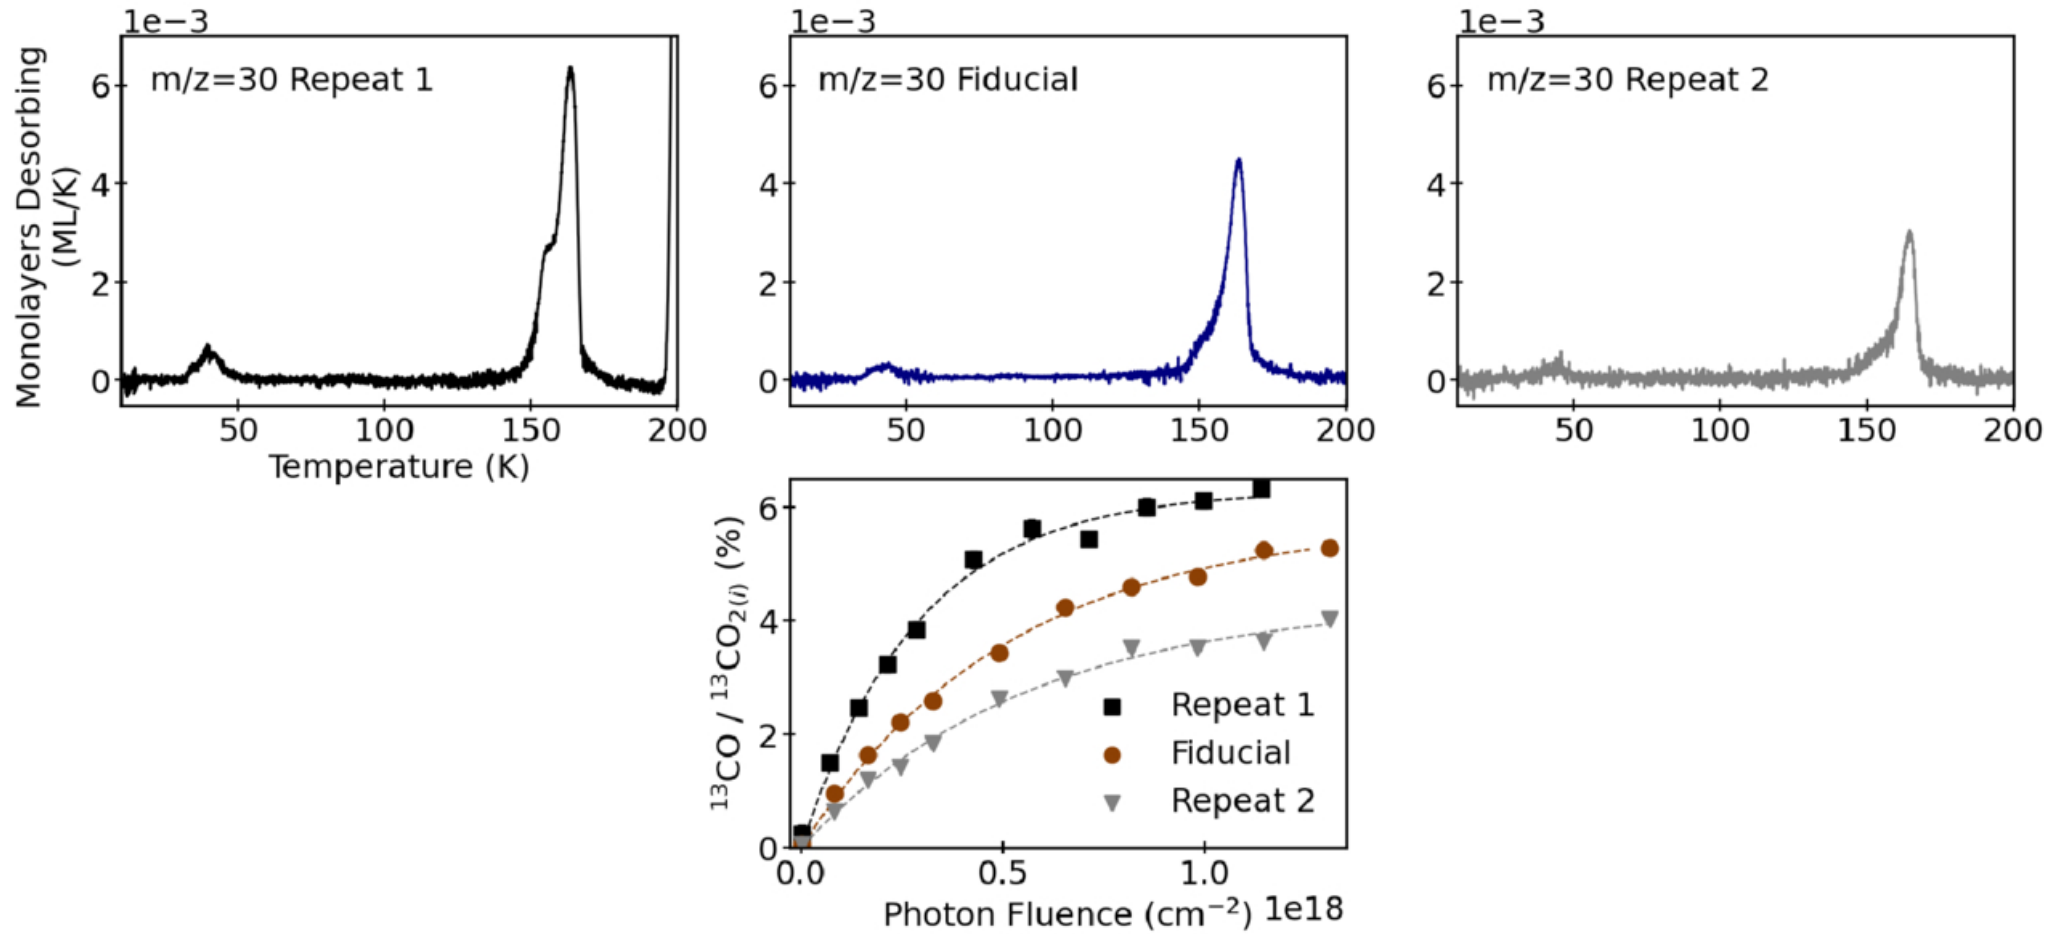 1e−3
m/z=30 Repeat 1
Monolayers Desorbing
(ML/K)
6
4
2
0
50 100 150 200
Temperature (K)
1e−3
m/z=30 Fiducial
6
4
2
0
50 100 150 200
1e−3
m/z=30 Repeat 2
6
4
2
0
50 100 150 200
¹³CO / ¹³CO₂₍ᵢ₎ (%)
6
4
2
0
Repeat 1
Fiducial
Repeat 2
0.0 0.5 1.0
Photon Fluence (cm⁻²) 1e18